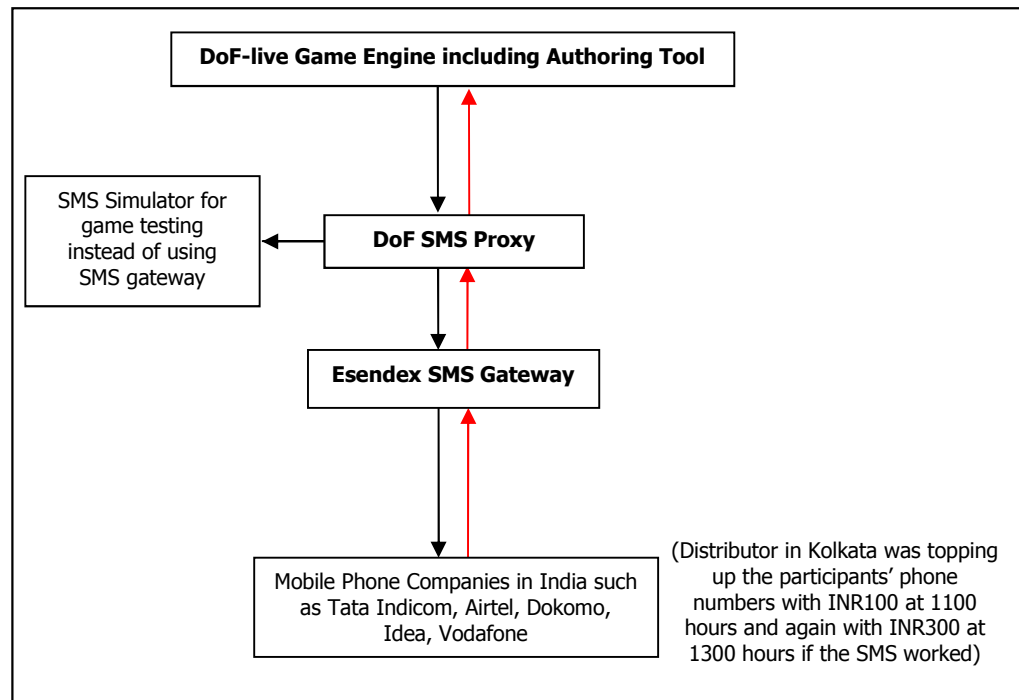 DoF-live Game Engine including Authoring Tool
SMS Simulator for
game testing
instead of using
SMS gateway
DoF SMS Proxy
Esendex SMS Gateway
Mobile Phone Companies in India such
as Tata Indicom, Airtel, Dokomo,
Idea, Vodafone
(Distributor in Kolkata was topping
up the participants’ phone
numbers with INR100 at 1100
hours and again with INR300 at
1300 hours if the SMS worked)